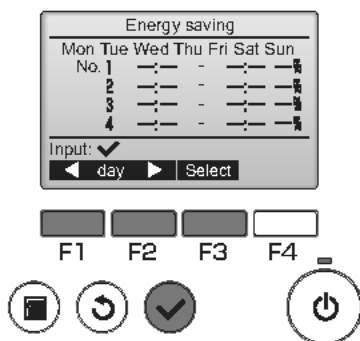 Energy saving
Mon Tue Wed Thu Fri Sat Sun
No. 1 --:-- - --:-- --%
2 --:-- - --:-- --%
3 --:-- - --:-- --%
4 --:-- - --:-- --%
Input: ✔
◀ day ▶ Select
F1 F2 F3 F4